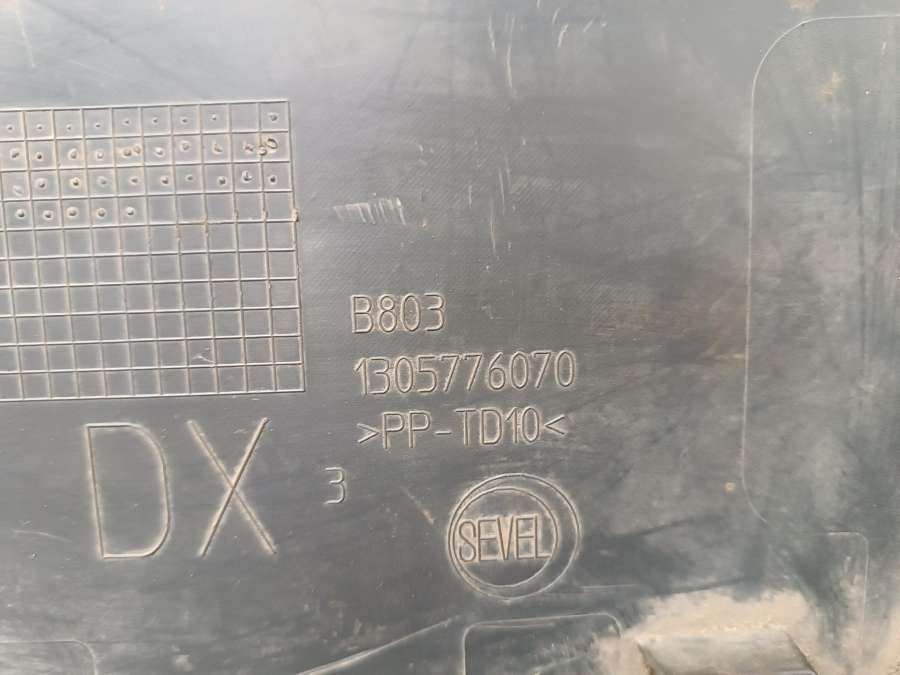 B803
1305776070
>PP-TD10<
DX
3
SEVEL